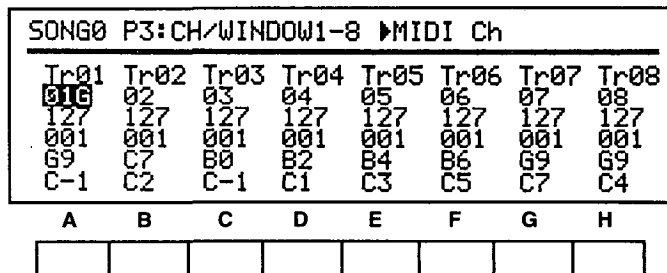 SONG0 P3:CH/WINDOW1-8 ▶MIDI Ch
Tr01 Tr02 Tr03 Tr04 Tr05 Tr06 Tr07 Tr08
01G 02 03 04 05 06 07 08
127 127 127 127 127 127 127 127
001 001 001 001 001 001 001 001
G9 C7 B0 B2 B4 B6 G9 G9
C-1 C2 C-1 C1 C3 C5 C7 C4
A B C D E F G H